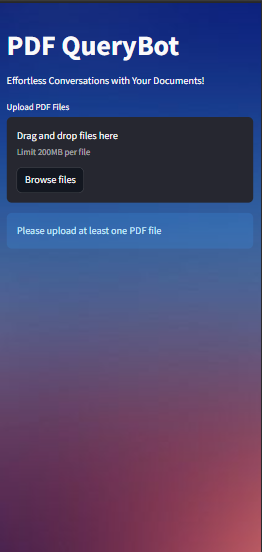 PDF QueryBot
Effortless Conversations with Your Documents!
Upload PDF Files
Drag and drop files here
Limit 200MB per file
Browse files
Please upload at least one PDF file